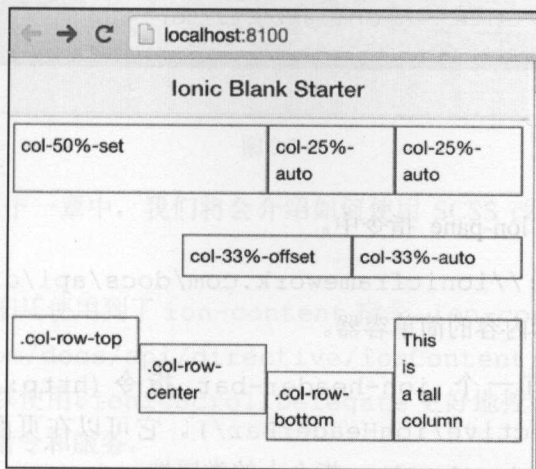 localhost:8100
Ionic Blank Starter
col-50%-set
col-25%-
auto
col-25%-
auto
col-33%-offset
col-33%-auto
.col-row-top
.col-row-
center
.col-row-
bottom
This
is
a tall
column